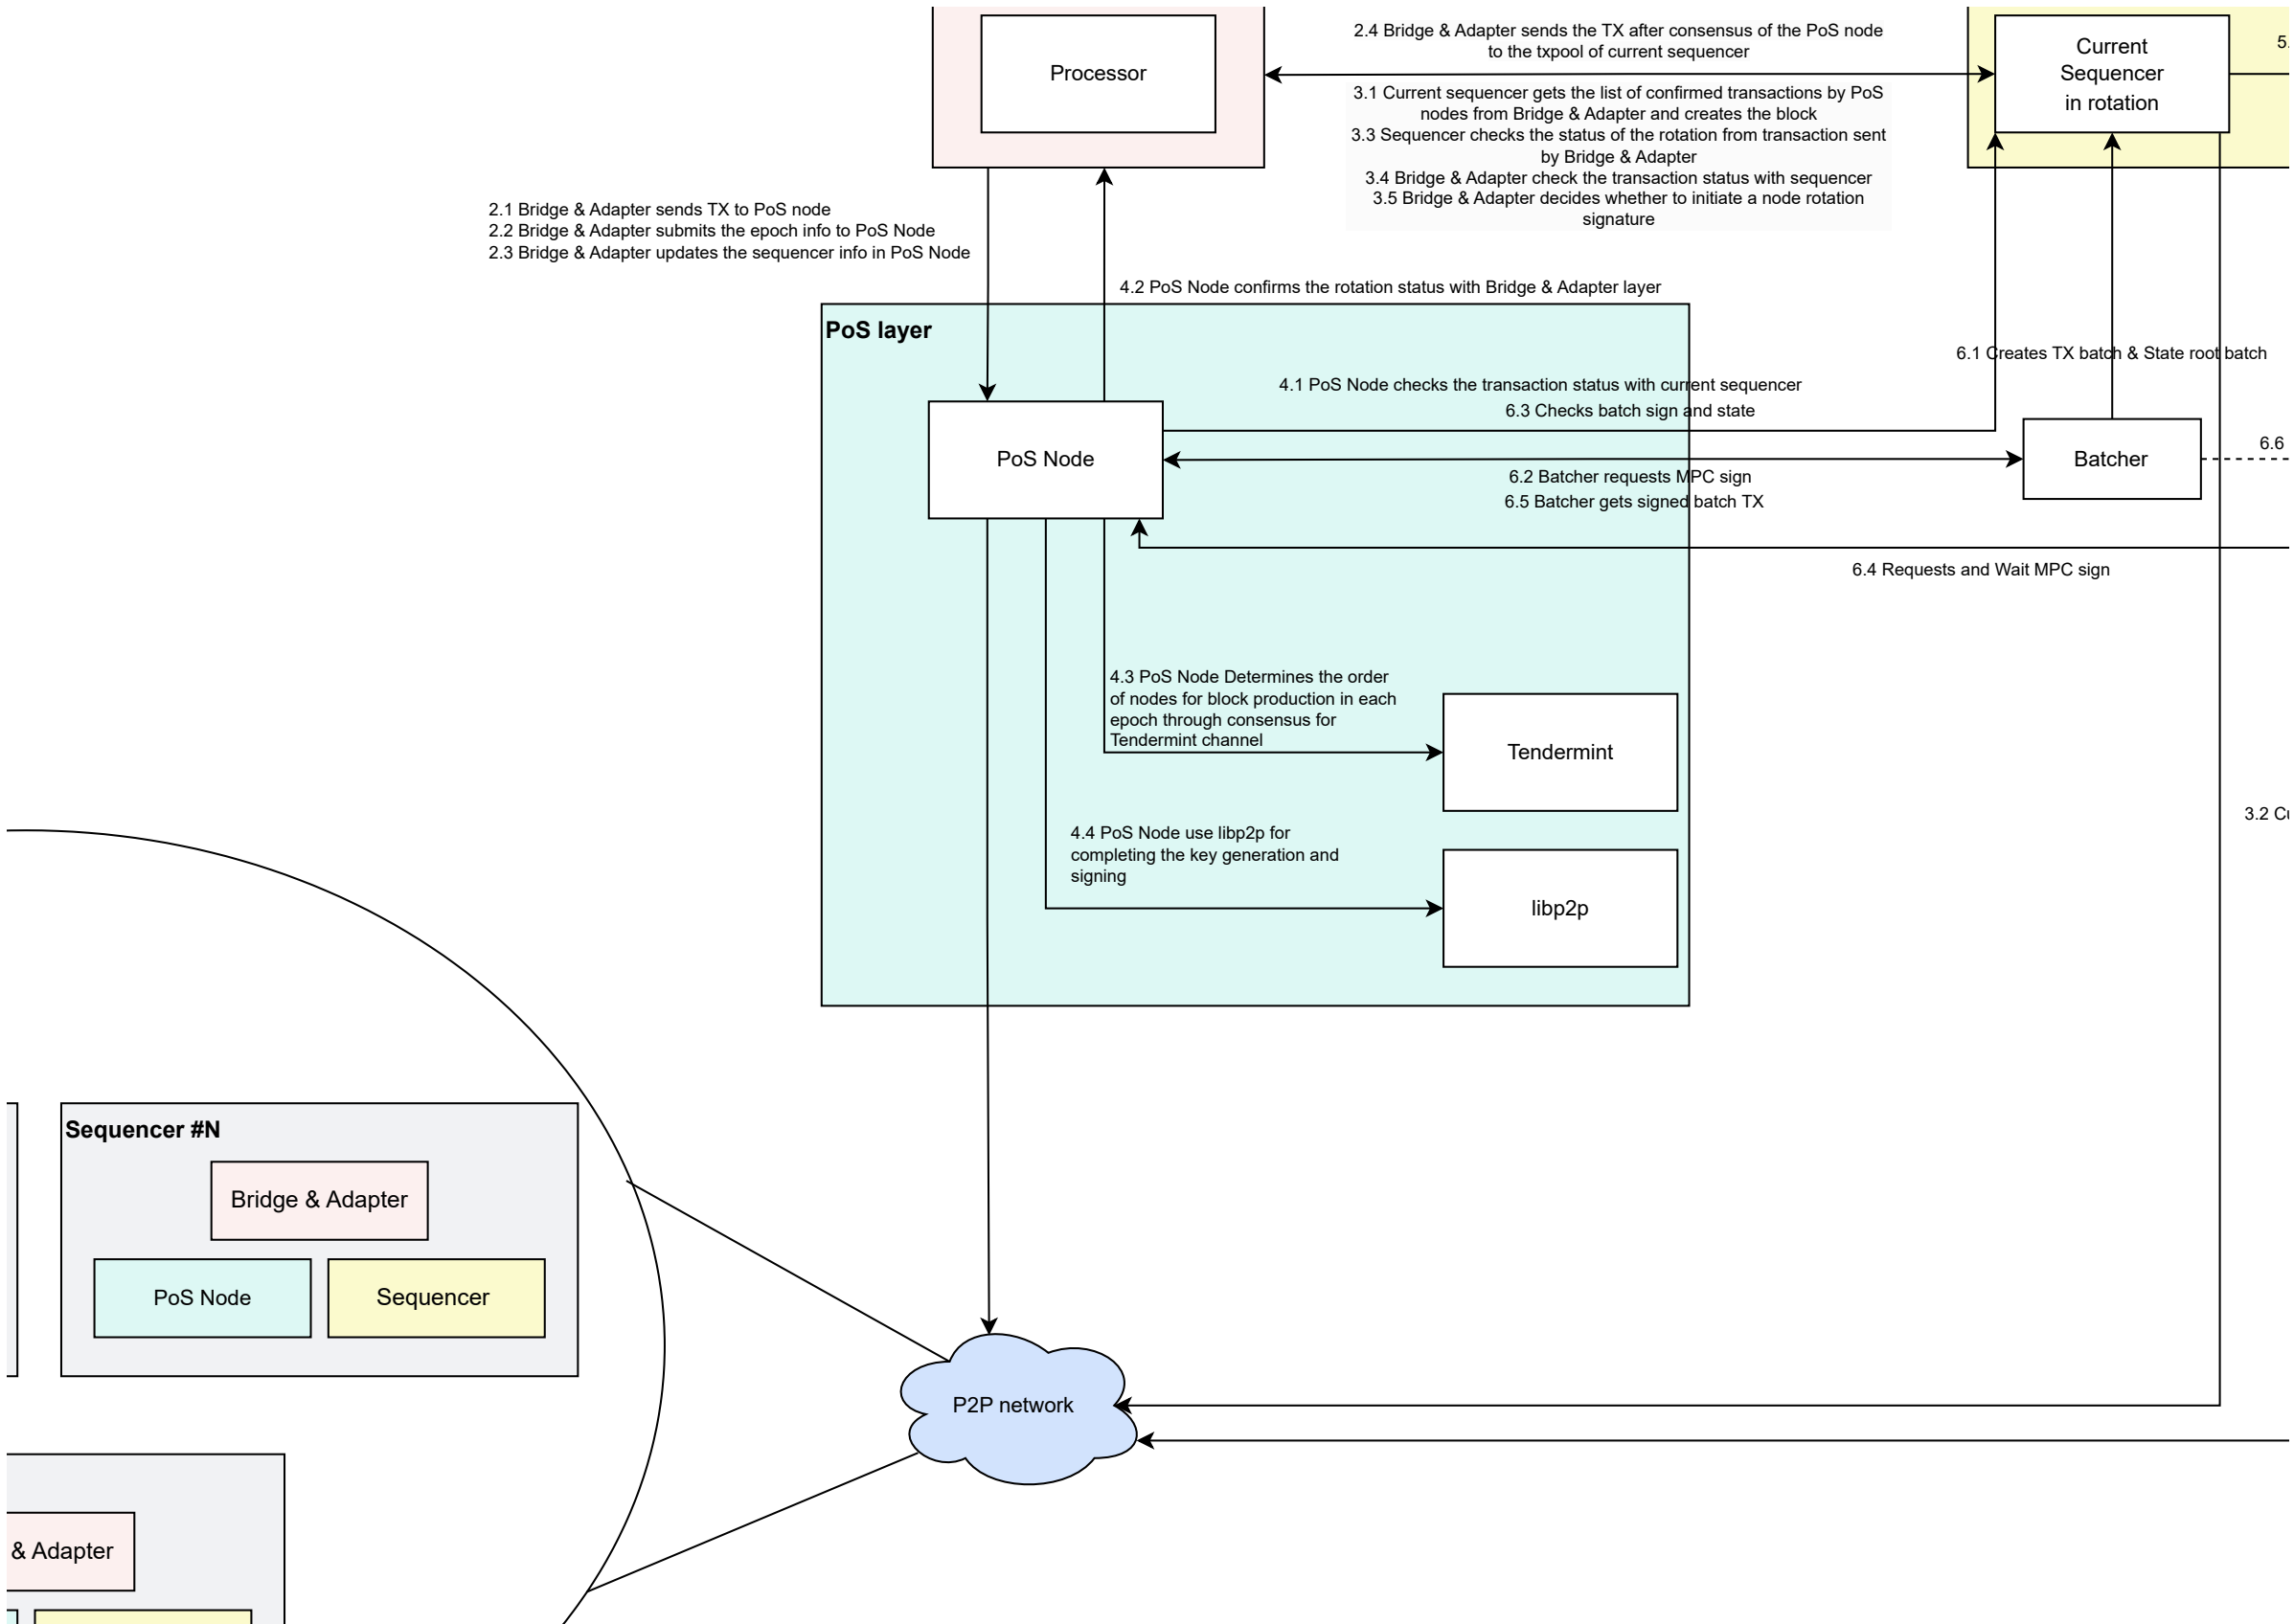 Processor
2.4 Bridge & Adapter sends the TX after consensus of the PoS node
to the txpool of current sequencer
Current
Sequencer
in rotation
5.
3.1 Current sequencer gets the list of confirmed transactions by PoS
nodes from Bridge & Adapter and creates the block
3.3 Sequencer checks the status of the rotation from transaction sent
by Bridge & Adapter
3.4 Bridge & Adapter check the transaction status with sequencer
3.5 Bridge & Adapter decides whether to initiate a node rotation
signature
2.1 Bridge & Adapter sends TX to PoS node
2.2 Bridge & Adapter submits the epoch info to PoS Node
2.3 Bridge & Adapter updates the sequencer info in PoS Node
4.2 PoS Node confirms the rotation status with Bridge & Adapter layer
PoS layer
6.1 Creates TX batch & State root batch
4.1 PoS Node checks the transaction status with current sequencer
6.3 Checks batch sign and state
PoS Node
Batcher
6.6
6.2 Batcher requests MPC sign
6.5 Batcher gets signed batch TX
6.4 Requests and Wait MPC sign
4.3 PoS Node Determines the order
of nodes for block production in each
epoch through consensus for
Tendermint channel
Tendermint
3.2
4.4 PoS Node use libp2p for
completing the key generation and
signing
libp2p
Sequencer #N
Bridge & Adapter
PoS Node
Sequencer
P2P network
& Adapter